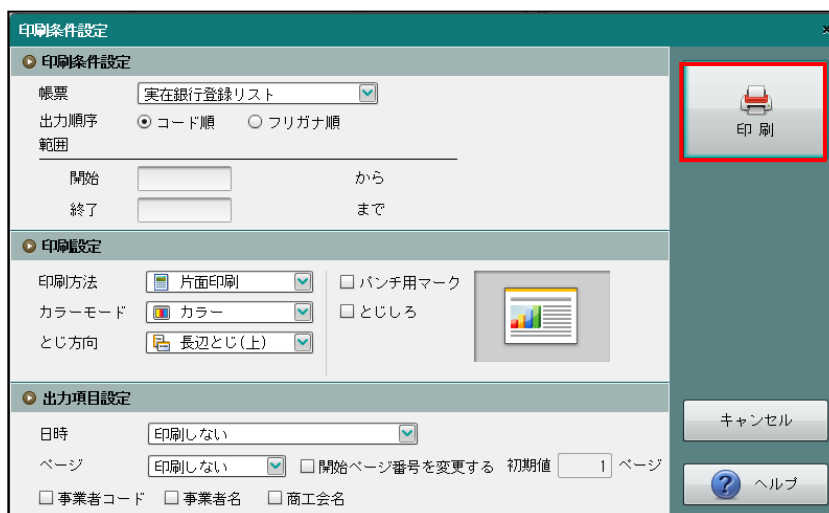 印刷条件設定
印刷条件設定
帳票 実在銀行登録リスト
出力順序 コード順 フリガナ順
範囲
開始 から
終了 まで
印刷設定
印刷方法 片面印刷 パンチ用マーク
カラーモード カラー とじしろ
とじ方向 長辺とじ(上)
出力項目設定
日時 印刷しない
ページ 印刷しない 開始ページ番号を変更する 初期値 1 ページ
事業者コード 事業者名 商工会名
印刷
キャンセル
? ヘルプ